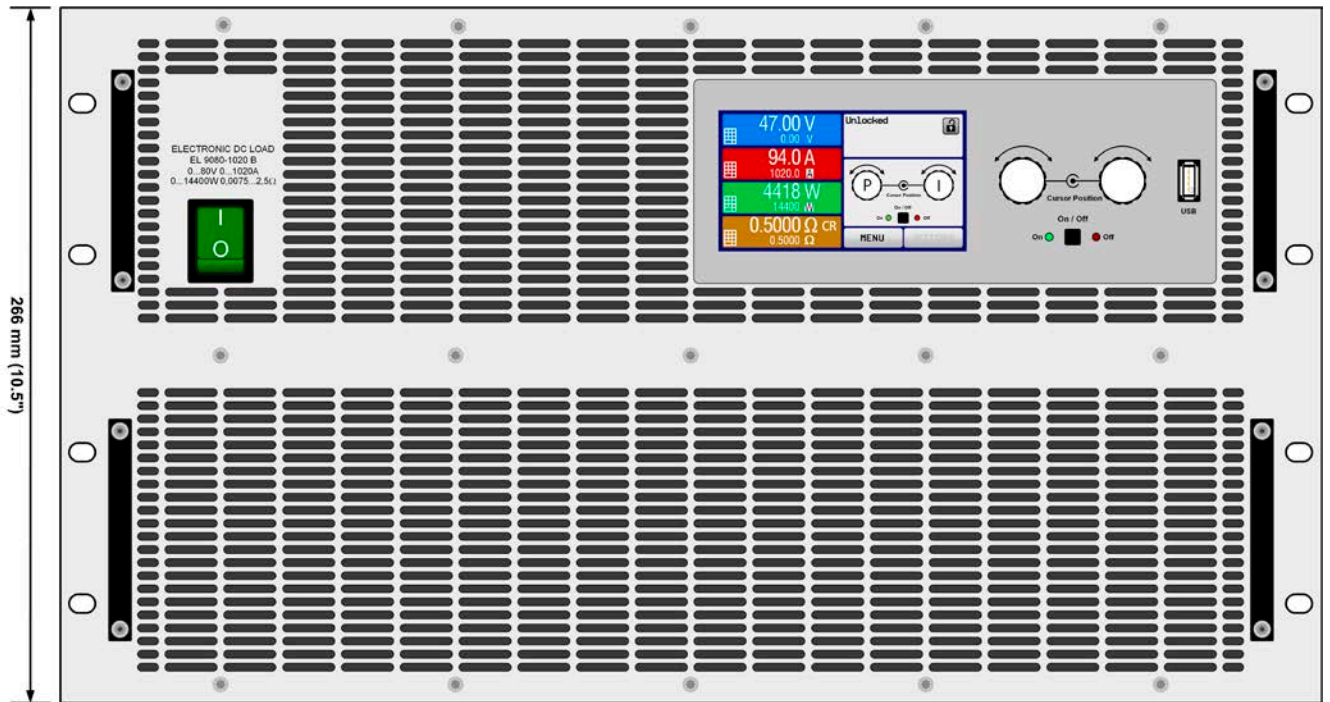 266 mm (10.5")
ELECTRONIC DC LOAD
EL 9080-1020 B
0...80V 0...1020A
0...14400W 0,0075...2,5Ω
I
O
47.00 V
0.00 V
94.0 A
1020.0 A
4418 W
14400 W
0.5000 Ω CR
0.5000 Ω
Unlocked
P
I
Cursor Position
On / Off
On
Off
MENU
SETTINGS
Cursor Position
On / Off
On
Off
USB